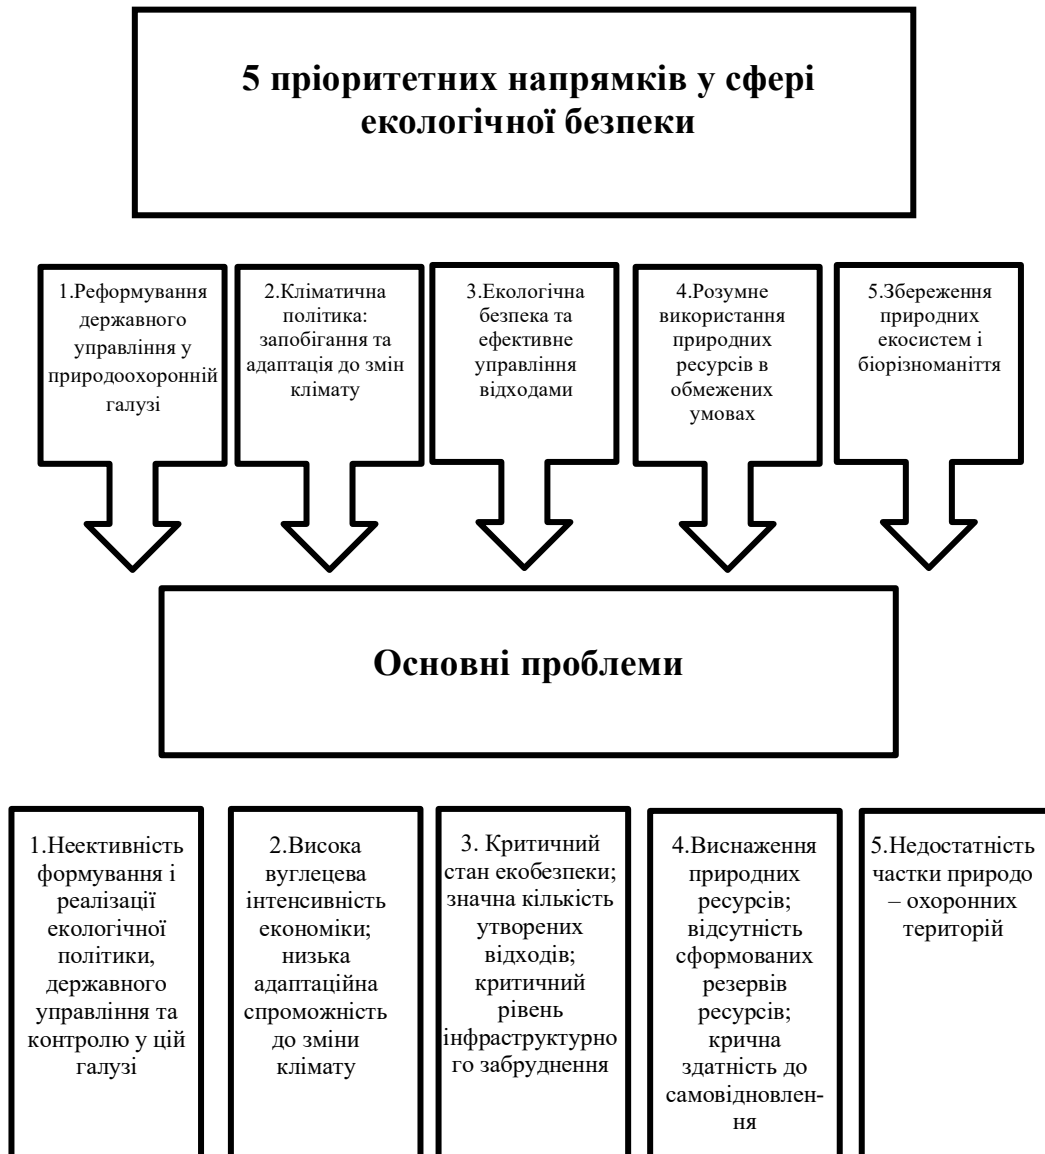 5 пріоритетних напрямків у сфері
екологічної безпеки
1.Реформування
державного
управління у
природоохоронній
галузі
2.Кліматична
політика:
запобігання та
адаптація до змін
клімату
3.Екологічна
безпека та
ефективне
управління
відходами
4.Розумне
використання
природних
ресурсів в
обмежених
умовах
5.Збереження
природних
екосистем і
біорізноманіття
Основні проблеми
1.Неективність
формування і
реалізації
екологічної
політики,
державного
управління та
контролю у цій
галузі
2.Висока
вуглецева
інтенсивність
економіки;
низька
адаптаційна
спроможність
до зміни
клімату
3. Критичний
стан екобезпеки;
значна кількість
утворених
відходів;
критичний
рівень
інфраструктурно
го забруднення
4.Виснаження
природних
ресурсів;
відсутність
сформованих
резервів
ресурсів;
крична
здатність до
самовідновлен-
ня
5.Недостатність
частки природо
– охоронних
територій